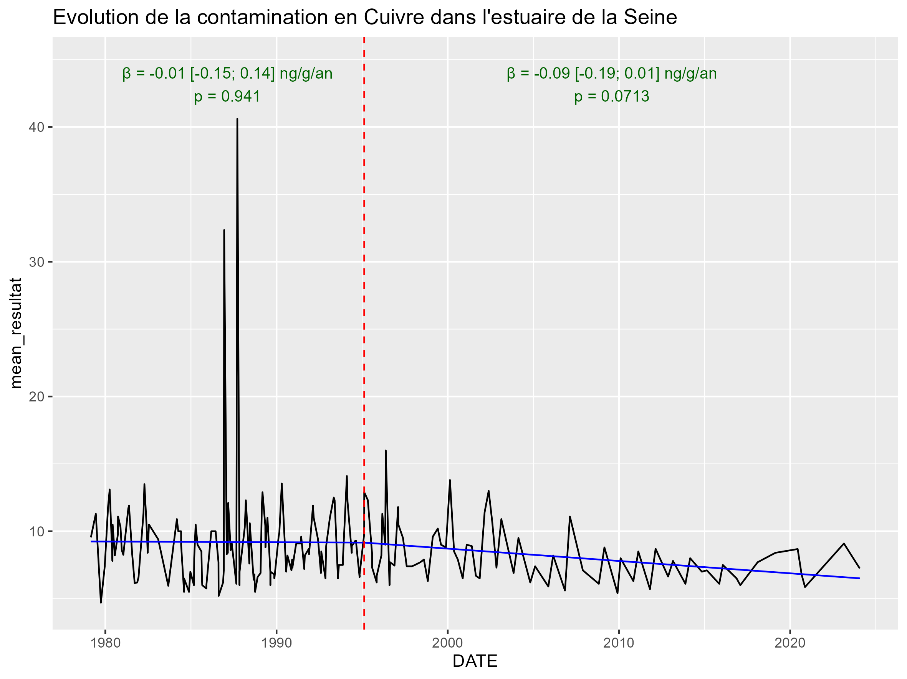 Evolution de la contamination en Cuivre dans l'estuaire de la Seine
β = -0.01 [-0.15; 0.14] ng/g/an
p = 0.941
β = -0.09 [-0.19; 0.01] ng/g/an
p = 0.0713
40
30
20
10
mean_resultat
1980
1990
2000
2010
2020
DATE